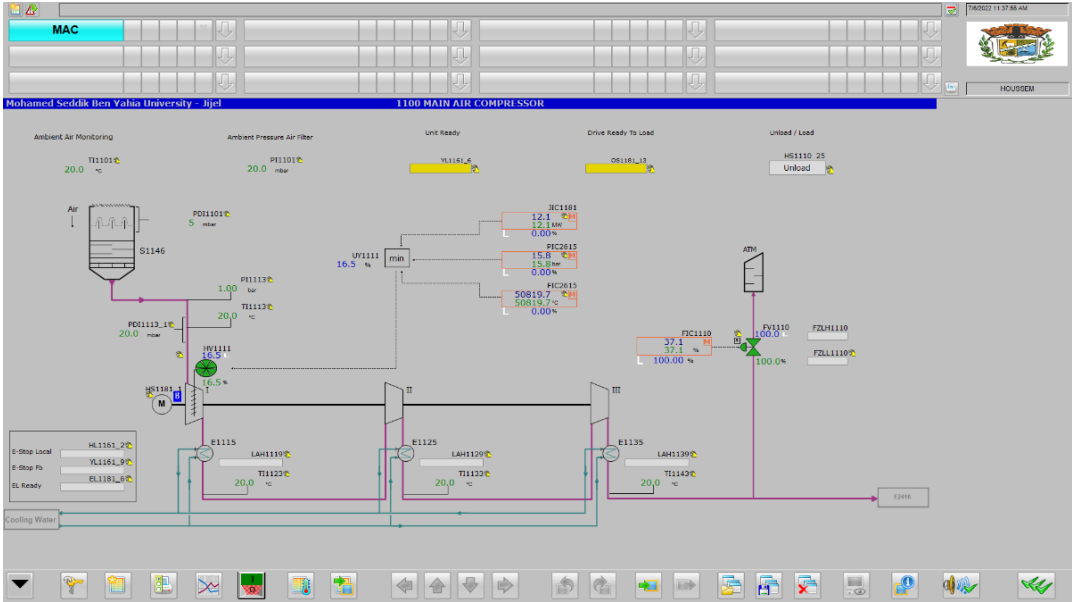 7/6/2022 11:37:56 AM
MAC
HOUSSEM
Mohamed Seddik Ben Yahia University - Jijel
1100 MAIN AIR COMPRESSOR
Ambient Air Monitoring
Ambient Pressure Air Filter
Unit Ready
Drive Ready To Load
Unload / Load
TI1101
20.0 °C
PI1101
20.0 mbar
YL1161_6
OS1181_13
HS1110 25
Unload
Air
PDI1101
5 mbar
S1146
JIC1181
12.1 M
12.1 MW
L 0.00 %
UY1111
16.5 %
min
PIC2615
15.8 M
15.8 bar
L 0.00 %
FIC2615
50819.7 M
50819.7 °C
L 0.00 %
ATM
PI1113
1.00 bar
TI1113
20.0 °C
PDI1113_1
20.0 mbar
HV1111
16.5 L
16.5 %
FIC1110
37.1 M
37.1 %
L 100.00 %
FV1110
100.0 L
100.0 %
FZLH1110
FZLL1110
HS1181_1
M
I
II
III
E1115
E1125
E1135
LAH1119
LAH1129
LAH1139
TI1123
20.0 °C
TI1133
20.0 °C
TI1143
20.0 °C
E-Stop Local
HL1161_2
E-Stop Fb
YL1161_9
EL Ready
EL1181_6
Cooling Water